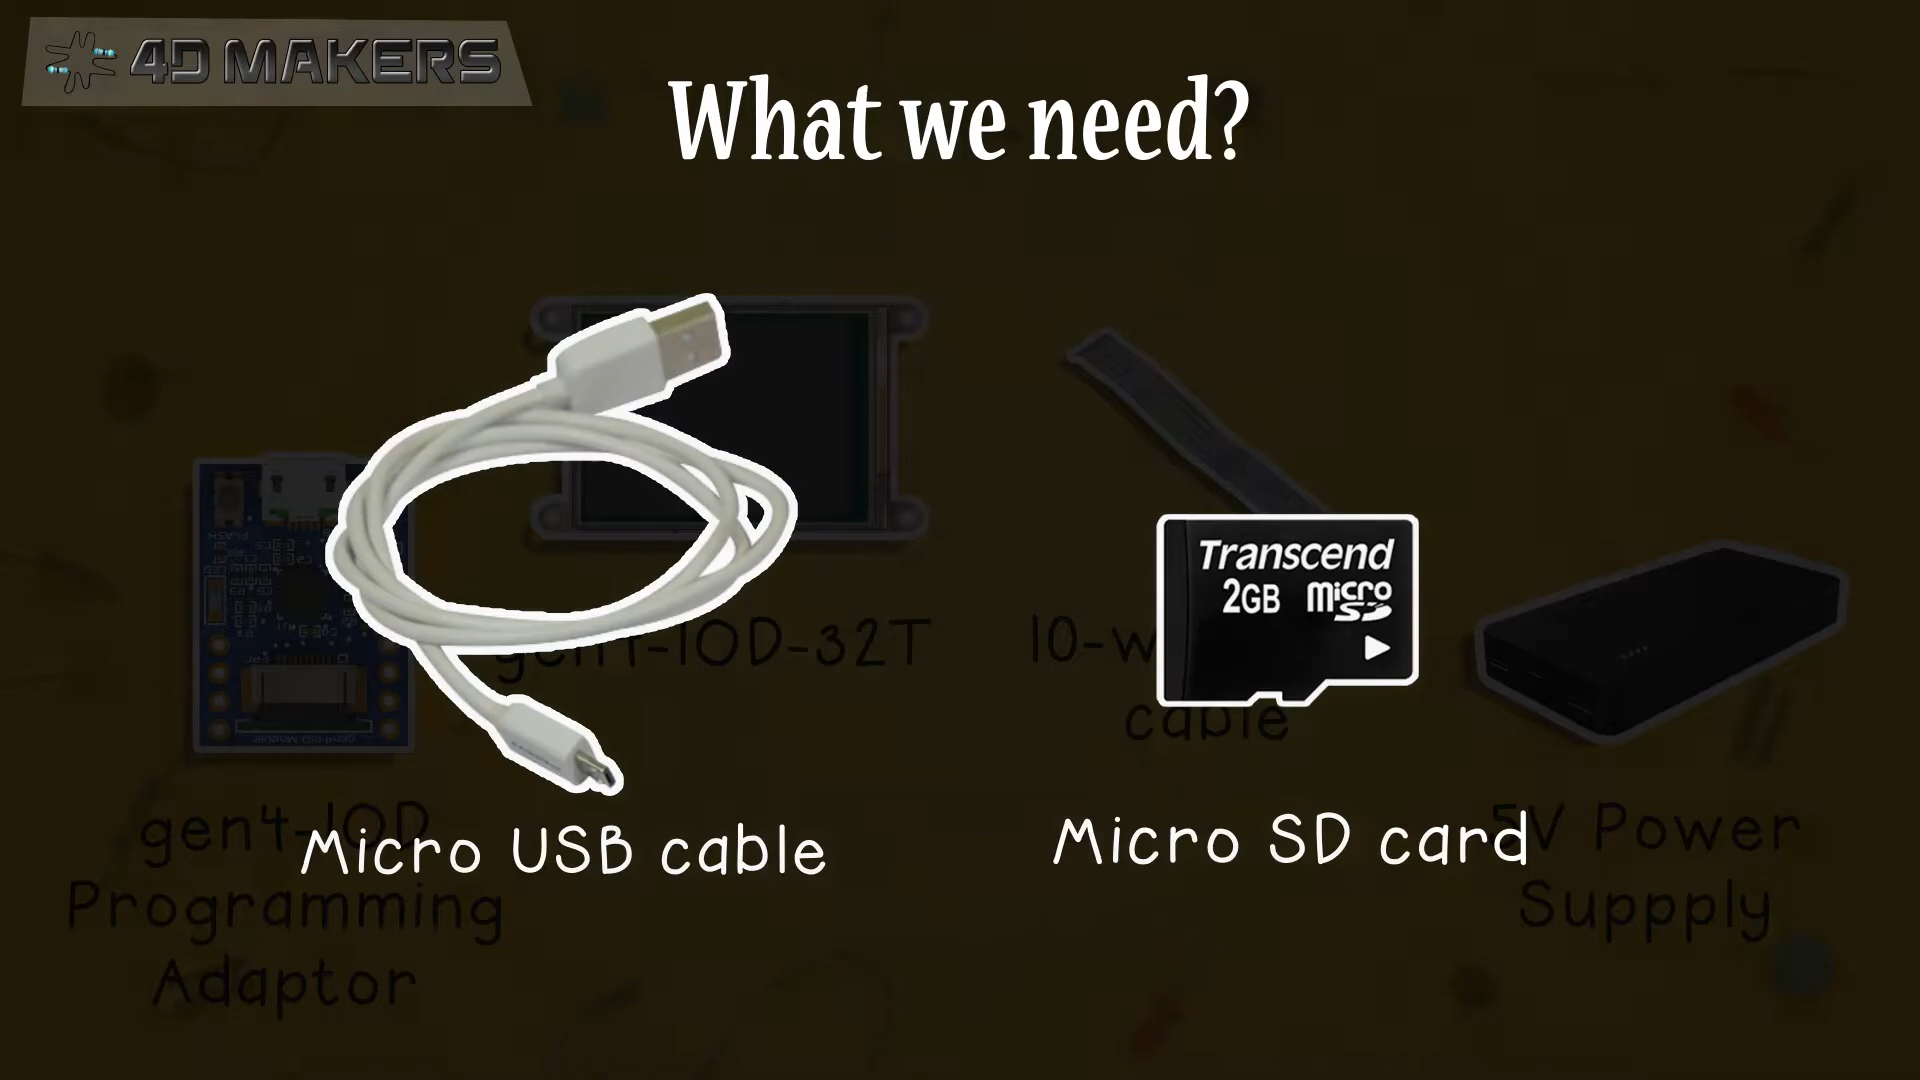 4D MAKERS
What we need?
Transcend
2GB Micro SD
gen4-IOD-32T
10-w
cable
Micro USB cable
Micro SD card
gen4-IOD
Programming
Adaptor
5V Power
Suppply